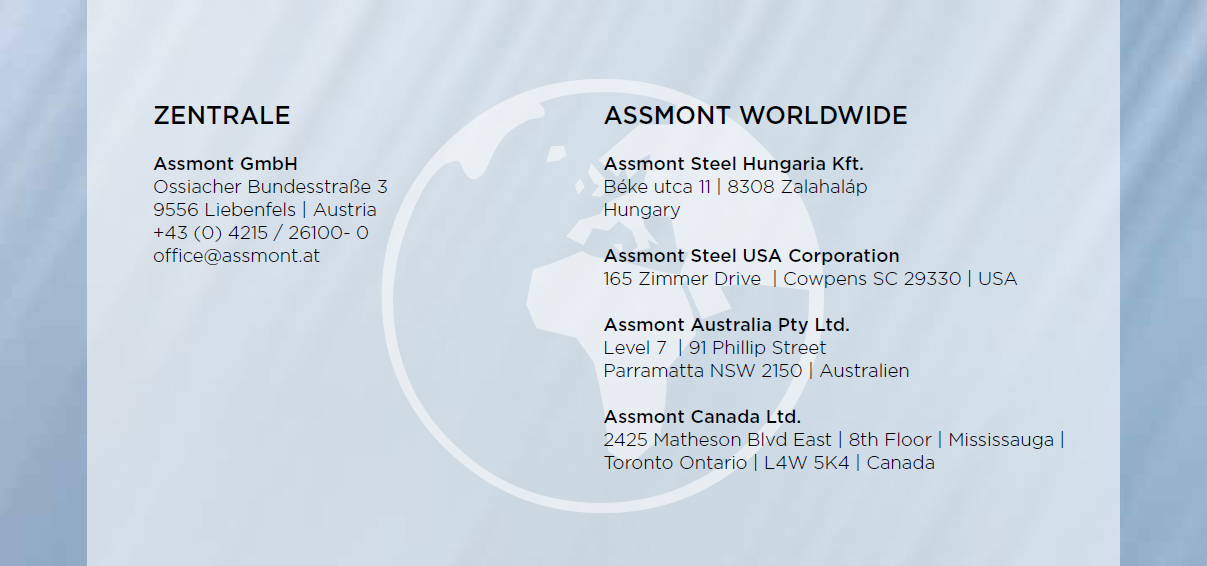 ZENTRALE
Assmont GmbH
Ossiacher Bundesstraße 3
9556 Liebenfels | Austria
+43 (0) 4215 / 26100- 0
office@assmont.at
ASSMONT WORLDWIDE
Assmont Steel Hungaria Kft.
Béke utca 11 | 8308 Zalahaláp
Hungary
Assmont Steel USA Corporation
165 Zimmer Drive | Cowpens SC 29330 | USA
Assmont Australia Pty Ltd.
Level 7 | 91 Phillip Street
Parramatta NSW 2150 | Australien
Assmont Canada Ltd.
2425 Matheson Blvd East | 8th Floor | Mississauga |
Toronto Ontario | L4W 5K4 | Canada